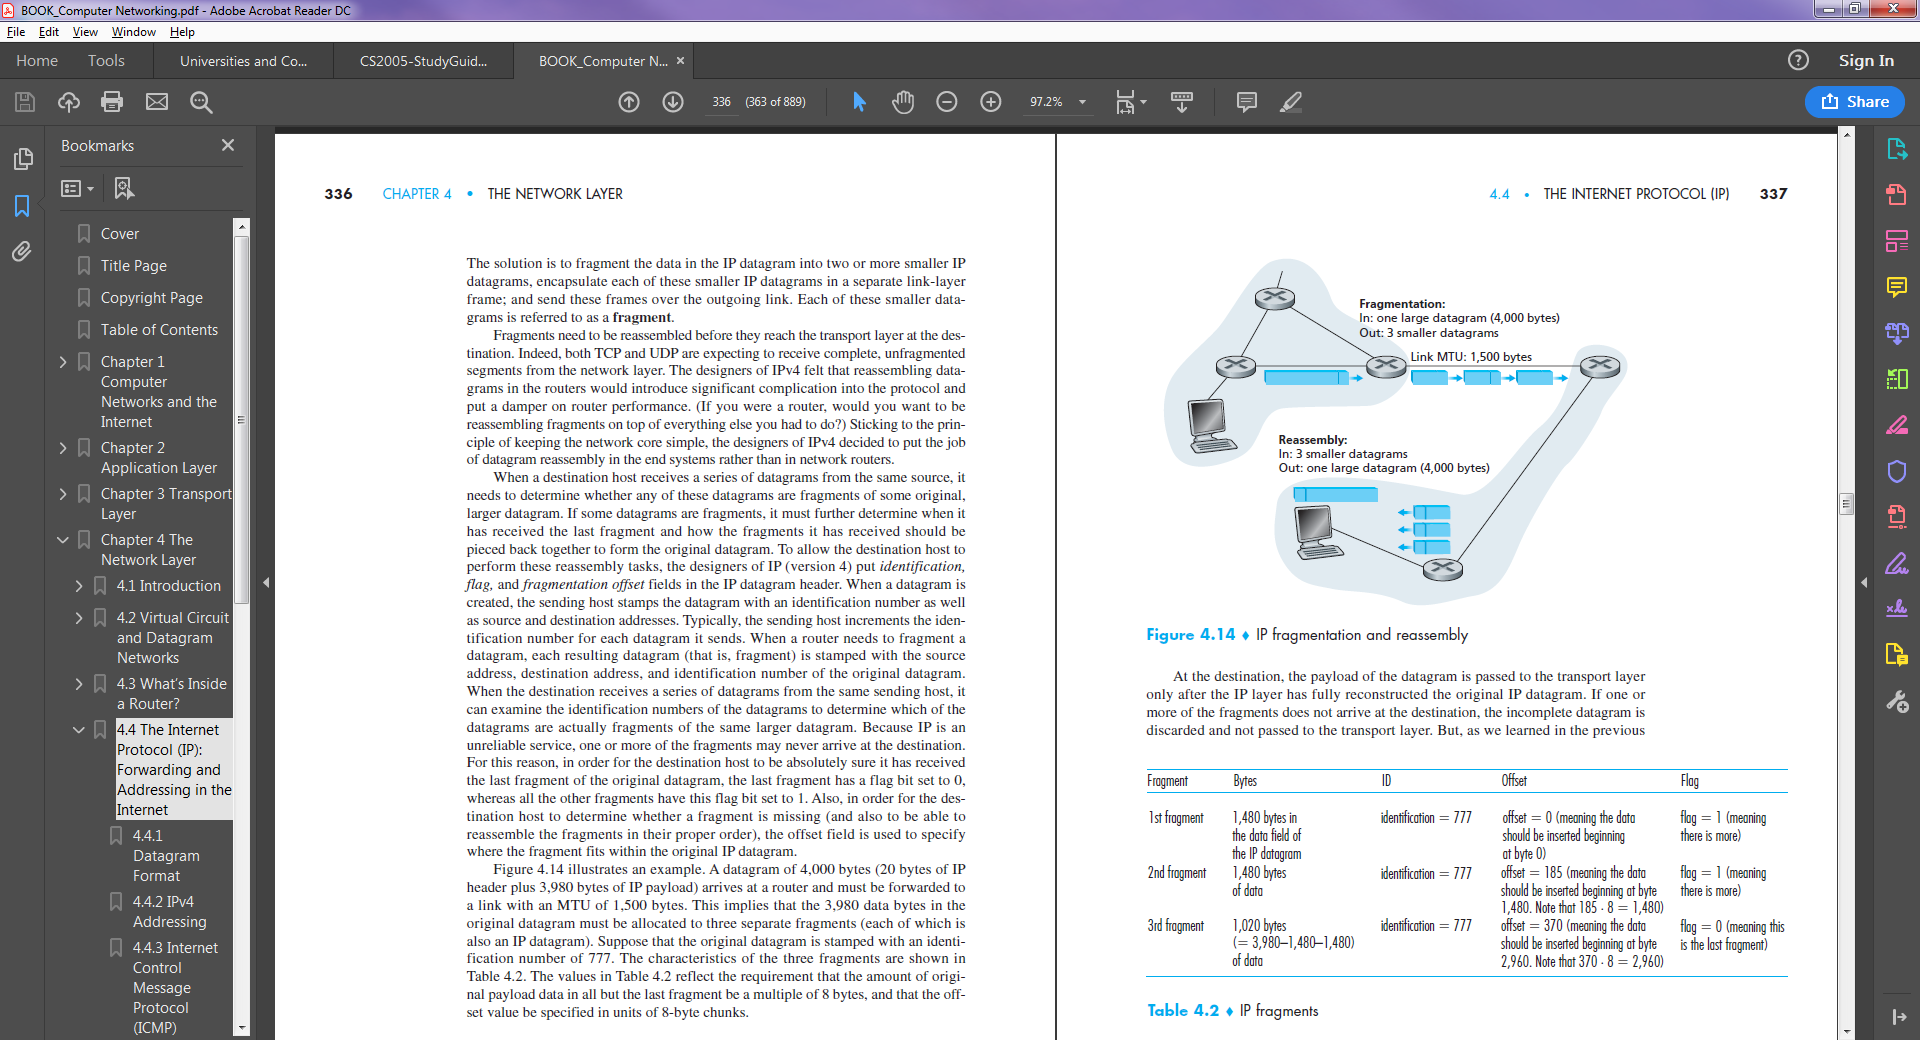 BOOK_Computer Networking.pdf - Adobe Acrobat Reader DC
File Edit View Window Help
Home Tools Universities and Co... CS2005-StudyGuid... BOOK_Computer N... × Sign In
336 (363 of 889) 97.2% Share
Bookmarks
Cover
Title Page
Copyright Page
Table of Contents
Chapter 1
Computer
Networks and the
Internet
Chapter 2
Application Layer
Chapter 3 Transport
Layer
Chapter 4 The
Network Layer
4.1 Introduction
4.2 Virtual Circuit
and Datagram
Networks
4.3 What's Inside
a Router?
4.4 The Internet
Protocol (IP):
Forwarding and
Addressing in the
Internet
4.4.1
Datagram
Format
4.4.2 IPv4
Addressing
4.4.3 Internet
Control
Message
Protocol
(ICMP)
336 CHAPTER 4 • THE NETWORK LAYER
The solution is to fragment the data in the IP datagram into two or more smaller IP
datagrams, encapsulate each of these smaller IP datagrams in a separate link-layer
frame; and send these frames over the outgoing link. Each of these smaller data-
grams is referred to as a fragment.
Fragments need to be reassembled before they reach the transport layer at the des-
tination. Indeed, both TCP and UDP are expecting to receive complete, unfragmented
segments from the network layer. The designers of IPv4 felt that reassembling data-
grams in the routers would introduce significant complication into the protocol and
put a damper on router performance. (If you were a router, would you want to be
reassembling fragments on top of everything else you had to do?) Sticking to the prin-
ciple of keeping the network core simple, the designers of IPv4 decided to put the job
of datagram reassembly in the end systems rather than in network routers.
When a destination host receives a series of datagrams from the same source, it
needs to determine whether any of these datagrams are fragments of some original,
larger datagram. If some datagrams are fragments, it must further determine when it
has received the last fragment and how the fragments it has received should be
pieced back together to form the original datagram. To allow the destination host to
perform these reassembly tasks, the designers of IP (version 4) put identification,
flag, and fragmentation offset fields in the IP datagram header. When a datagram is
created, the sending host stamps the datagram with an identification number as well
as source and destination addresses. Typically, the sending host increments the iden-
tification number for each datagram it sends. When a router needs to fragment a
datagram, each resulting datagram (that is, fragment) is stamped with the source
address, destination address, and identification number of the original datagram.
When the destination receives a series of datagrams from the same sending host, it
can examine the identification numbers of the datagrams to determine which of the
datagrams are actually fragments of the same larger datagram. Because IP is an
unreliable service, one or more of the fragments may never arrive at the destination.
For this reason, in order for the destination host to be absolutely sure it has received
the last fragment of the original datagram, the last fragment has a flag bit set to 0,
whereas all the other fragments have this flag bit set to 1. Also, in order for the des-
tination host to determine whether a fragment is missing (and also to be able to
reassemble the fragments in their proper order), the offset field is used to specify
where the fragment fits within the original IP datagram.
Figure 4.14 illustrates an example. A datagram of 4,000 bytes (20 bytes of IP
header plus 3,980 bytes of IP payload) arrives at a router and must be forwarded to
a link with an MTU of 1,500 bytes. This implies that the 3,980 data bytes in the
original datagram must be allocated to three separate fragments (each of which is
also an IP datagram). Suppose that the original datagram is stamped with an identi-
fication number of 777. The characteristics of the three fragments are shown in
Table 4.2. The values in Table 4.2 reflect the requirement that the amount of origi-
nal payload data in all but the last fragment be a multiple of 8 bytes, and that the off-
set value be specified in units of 8-byte chunks.
4.4 • THE INTERNET PROTOCOL (IP) 337
Fragmentation:
In: one large datagram (4,000 bytes)
Out: 3 smaller datagrams
Link MTU: 1,500 bytes
Reassembly:
In: 3 smaller datagrams
Out: one large datagram (4,000 bytes)
Figure 4.14 ♦ IP fragmentation and reassembly
At the destination, the payload of the datagram is passed to the transport layer
only after the IP layer has fully reconstructed the original IP datagram. If one or
more of the fragments does not arrive at the destination, the incomplete datagram is
discarded and not passed to the transport layer. But, as we learned in the previous
Fragment Bytes ID Offset Flag
1st fragment 1,480 bytes in identification = 777 offset = 0 (meaning the data flag = 1 (meaning
the data field of should be inserted beginning there is more)
the IP datagram at byte 0)
2nd fragment 1,480 bytes identification = 777 offset = 185 (meaning the data flag = 1 (meaning
of data should be inserted beginning at byte there is more)
1,480. Note that 185 · 8 = 1,480)
3rd fragment 1,020 bytes identification = 777 offset = 370 (meaning the data flag = 0 (meaning this
(= 3,980–1,480–1,480) should be inserted beginning at byte is the last fragment)
of data 2,960. Note that 370 · 8 = 2,960)
Table 4.2 ♦ IP fragments